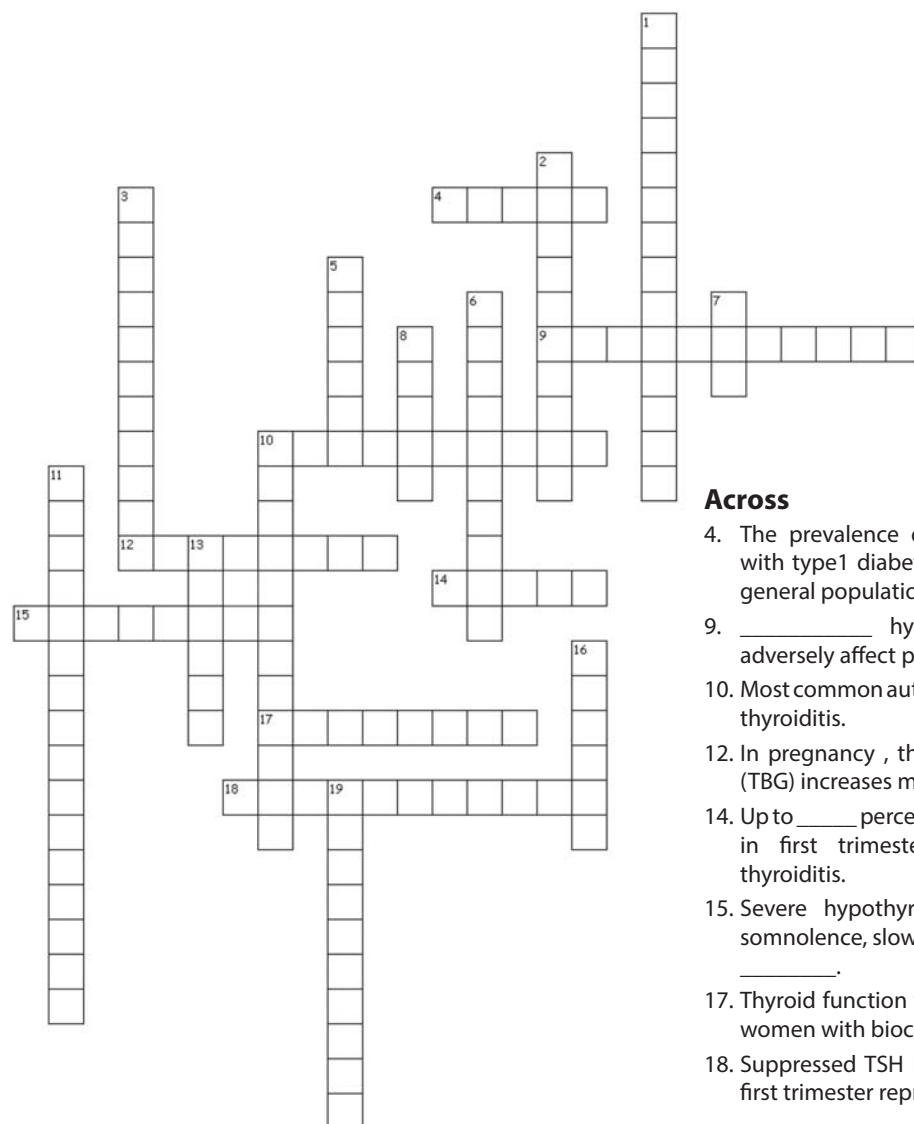 1
2
3 4
5
6 7
8 9
10
11
12 13
14
15
16
17
18 19
Across
4. The prevalence
with type1 diabe
general populatio
9. ___________ hy
adversely affect p
10. Most common aut
thyroiditis.
12. In pregnancy , th
(TBG) increases m
14. Up to _____ perce
in first trimeste
thyroiditis.
15. Severe hypothyr
somnolence, slow
________.
17. Thyroid function
women with bioc
18. Suppressed TSH
first trimester repr